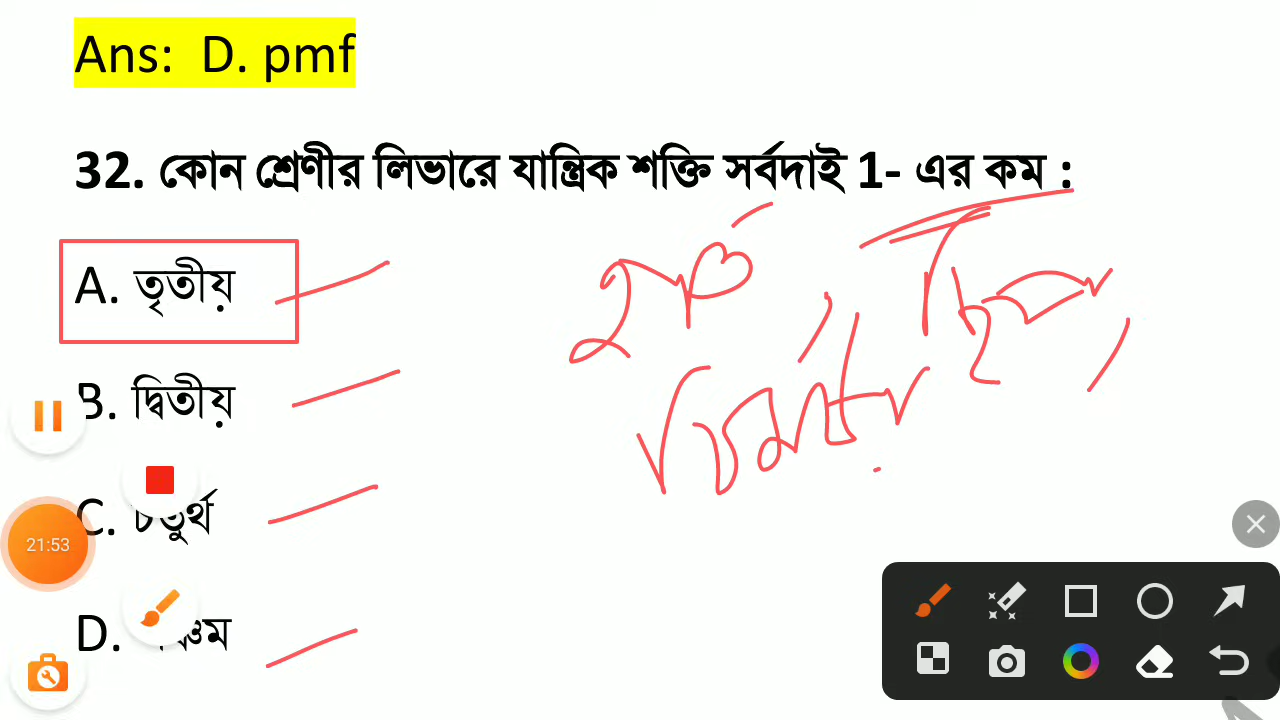 Ans: D. pmf
32. কোন শ্রেণীর লিভারে যান্ত্রিক শক্তি সর্বদাই 1- এর কম :
A. তৃতীয়
B. দ্বিতীয়
C. চতুর্থ
21:53
D.